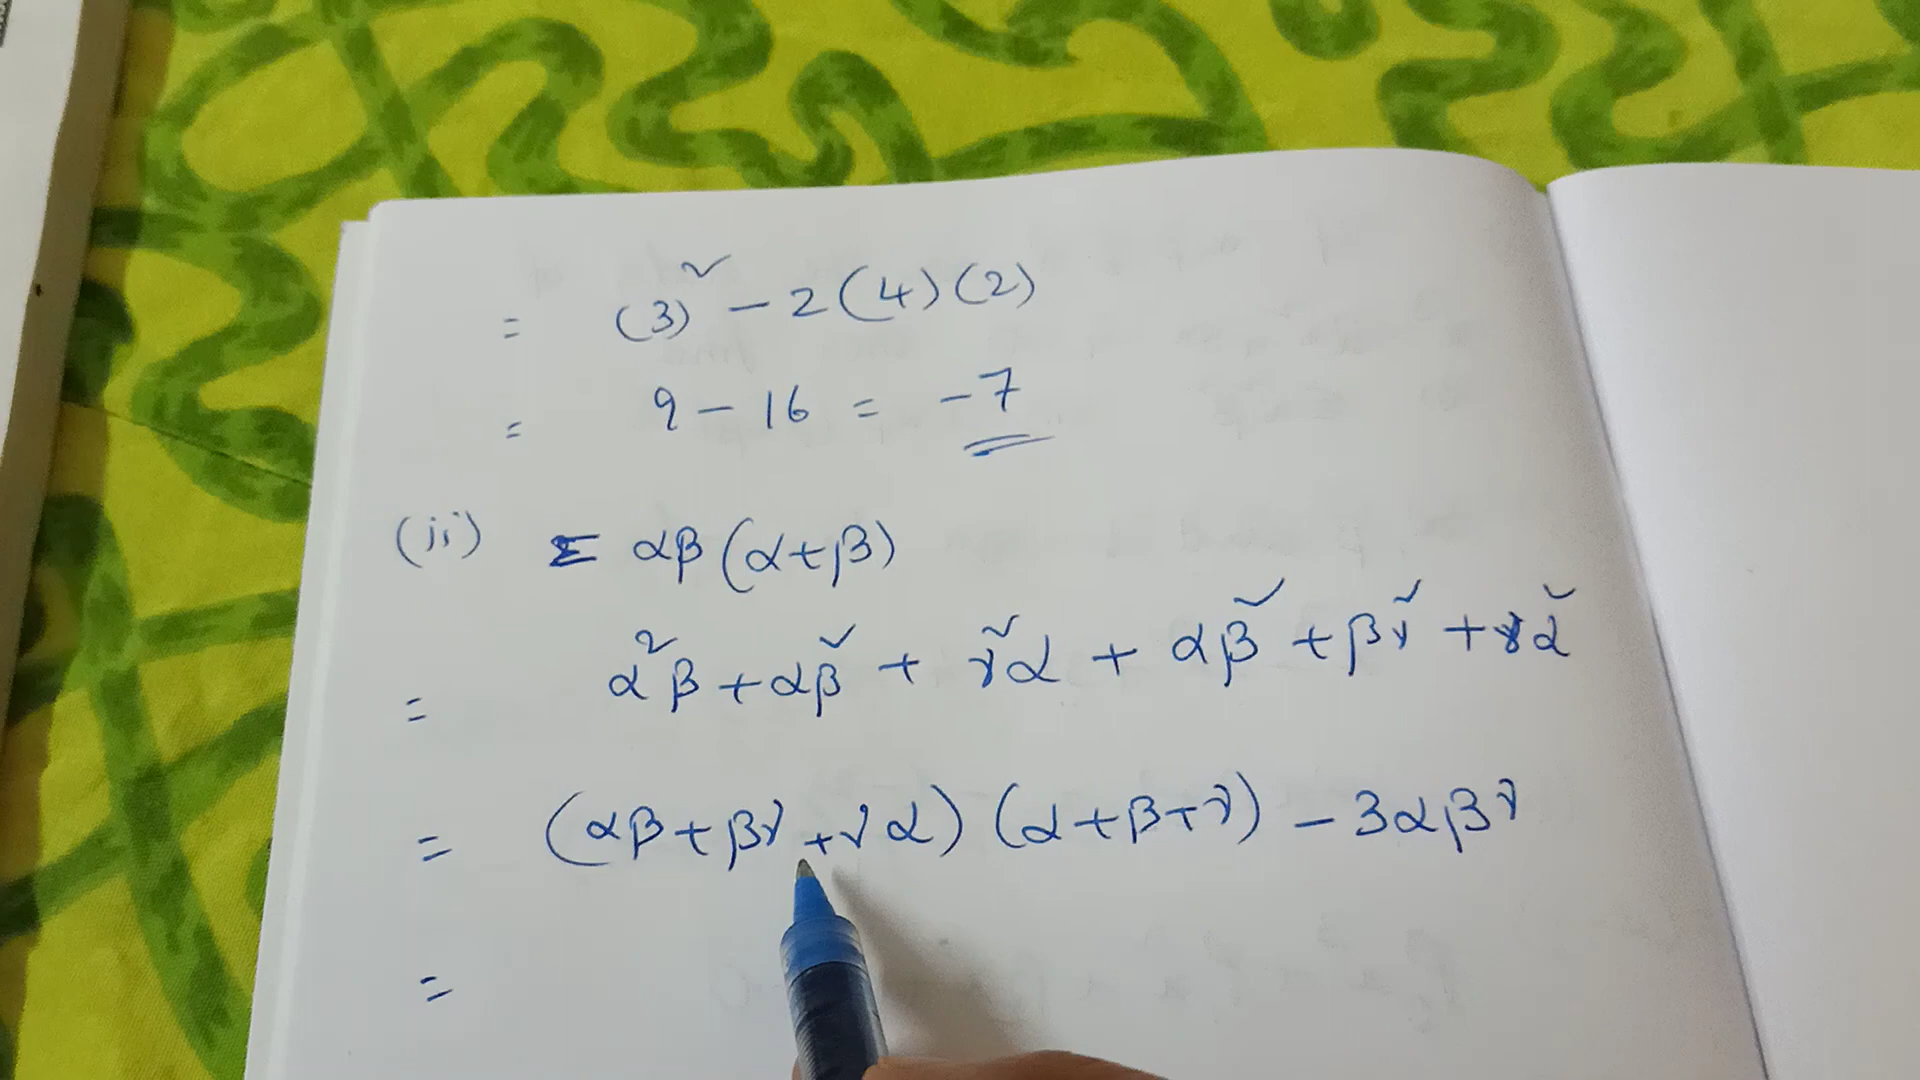 = (3)² - 2(4)(2)
= 9 - 16 = -7
(ii) Σ αβ(α+β)
= α²β + αβ² + γ²α + αβ² + βγ² + γα²
= (αβ + βγ + γα) (α+β+γ) - 3αβγ
=